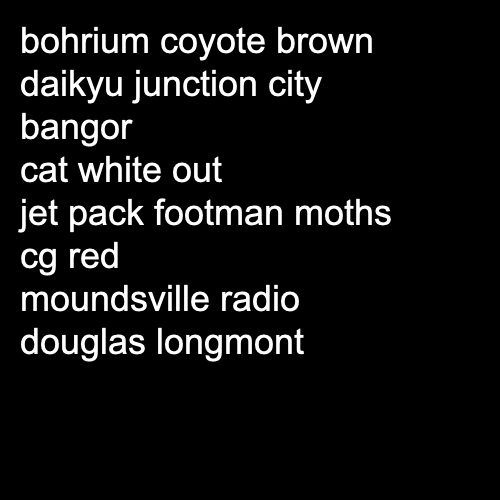 bohrium coyote brown
daikyu junction city
bangor
cat white out
jet pack footman moths
cg red
moundsville radio
douglas longmont